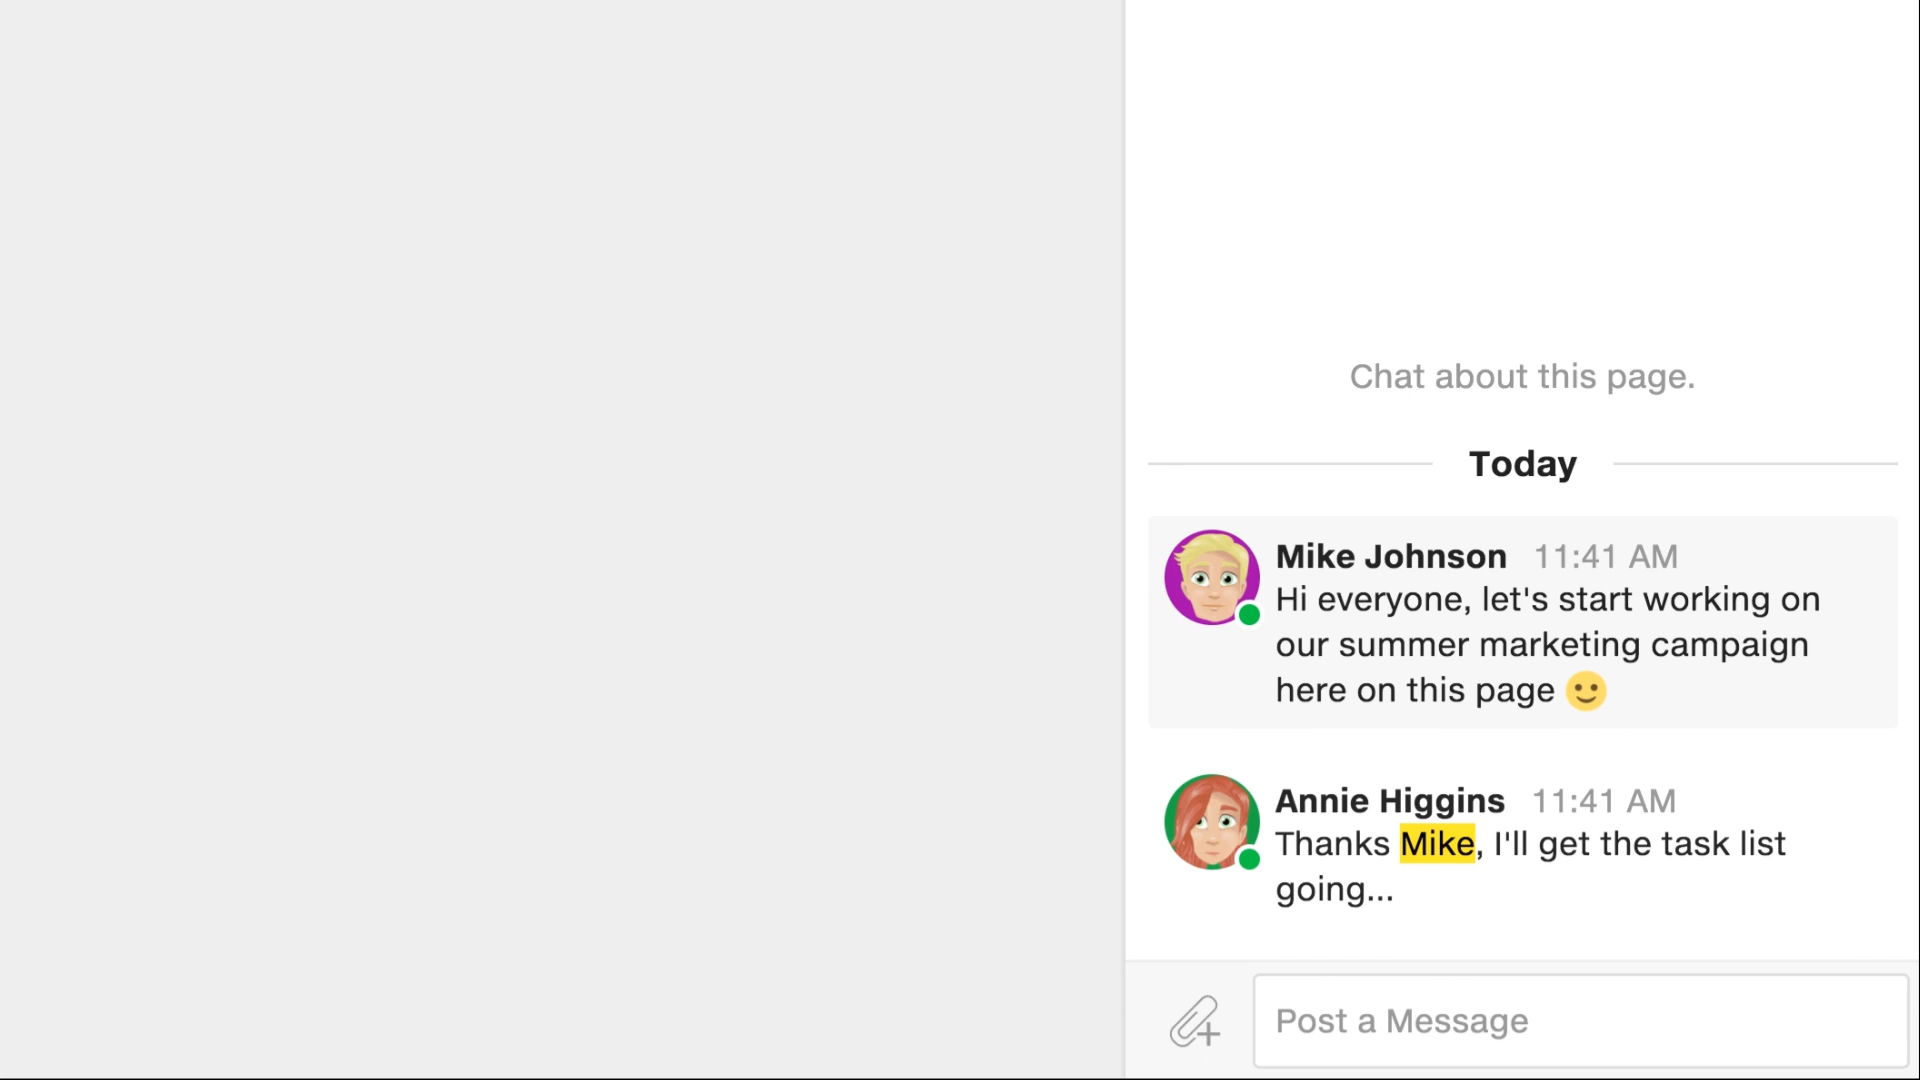 Chat about this page.
Today
Mike Johnson 11:41 AM
Hi everyone, let's start working on
our summer marketing campaign
here on this page 🙂
Annie Higgins 11:41 AM
Thanks Mike, I'll get the task list
going...
Post a Message